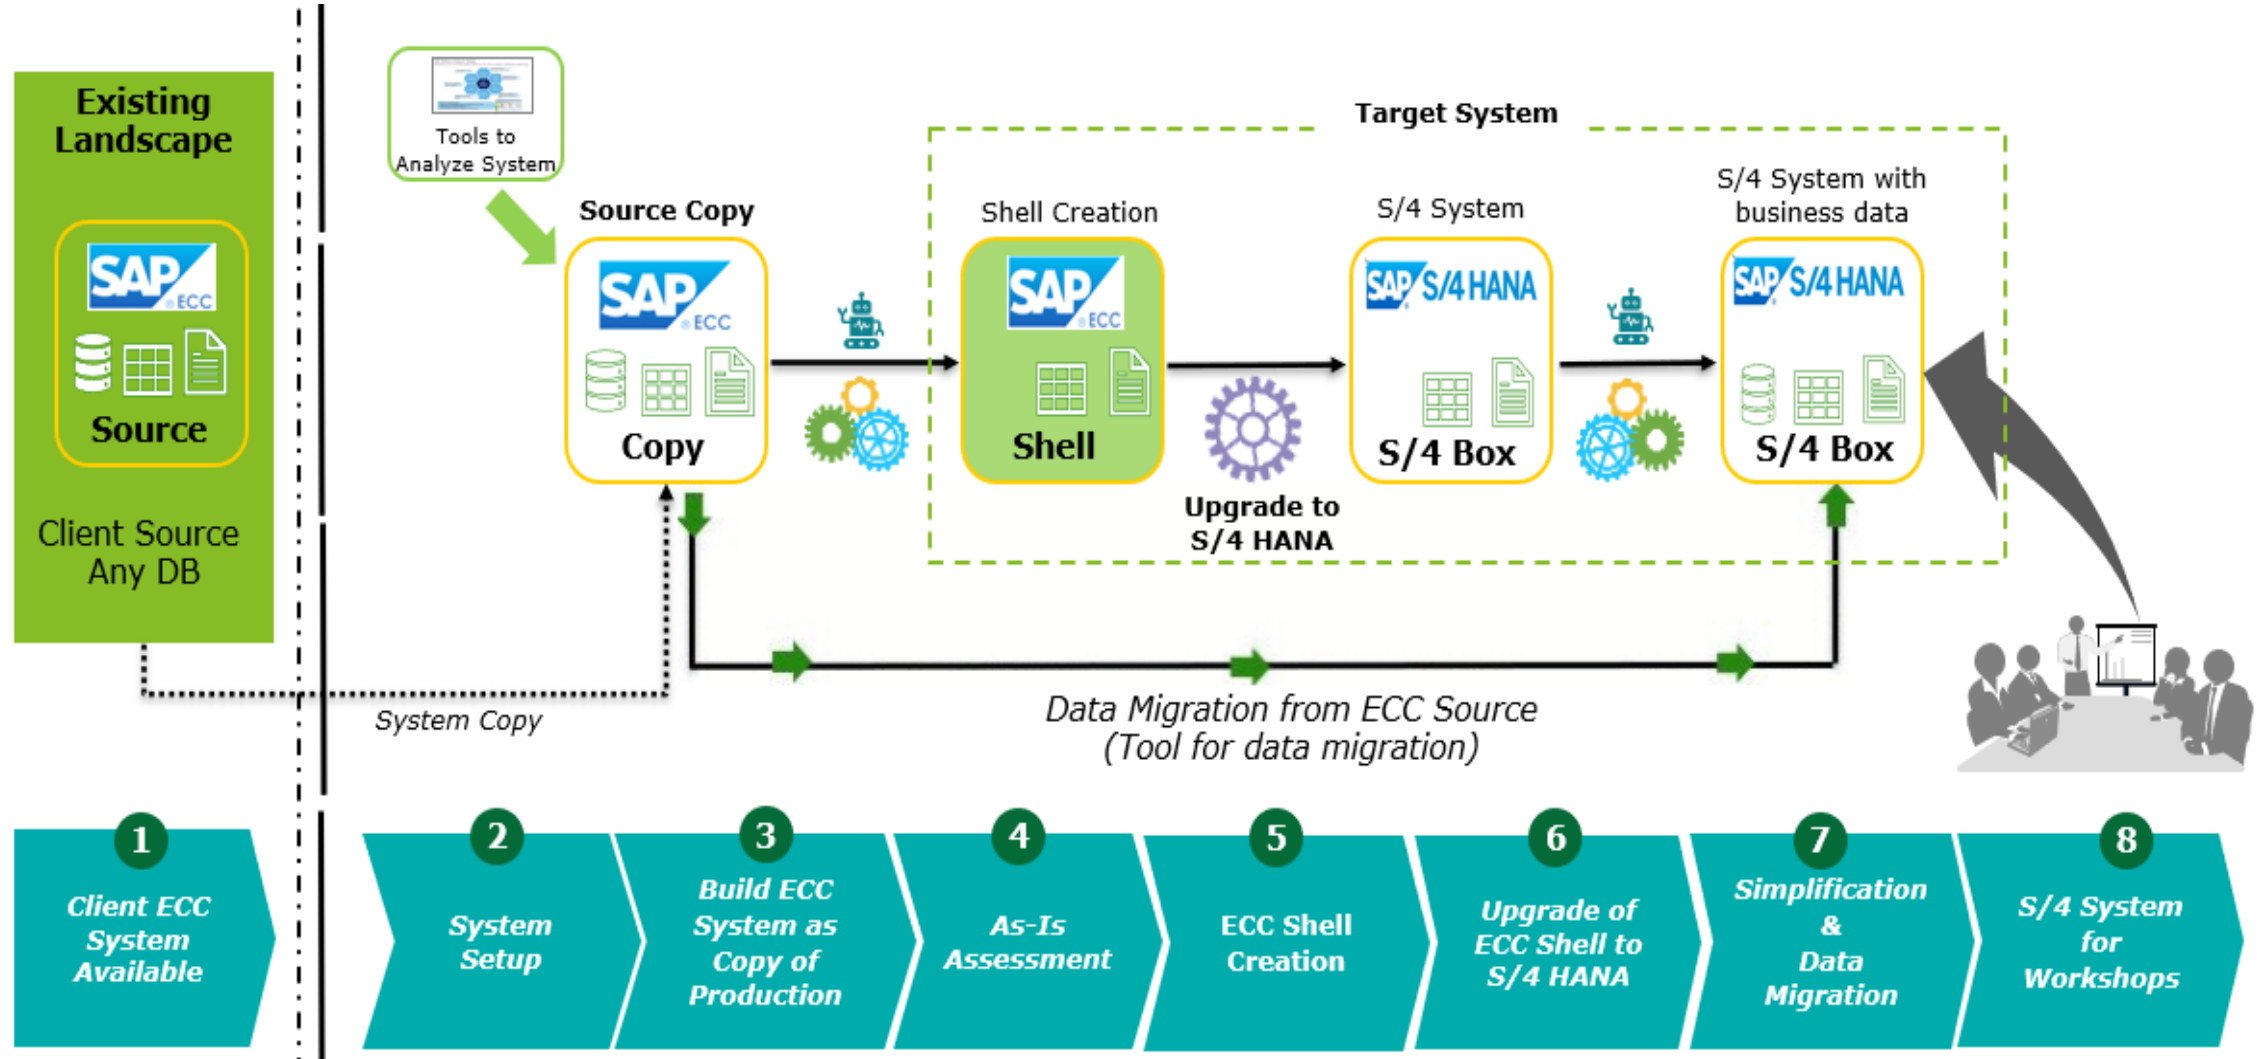 Existing
Landscape
SAP
® ECC
Source
Client Source
Any DB
Tools to
Analyze System
Source Copy
SAP
® ECC
Copy
System Copy
Target System
Shell Creation
SAP
® ECC
Shell
Upgrade to
S/4 HANA
S/4 System
SAP S/4HANA
S/4 Box
S/4 System with
business data
SAP S/4HANA
S/4 Box
Data Migration from ECC Source
(Tool for data migration)
1
Client ECC
System
Available
2
System
Setup
3
Build ECC
System as
Copy of
Production
4
As-Is
Assessment
5
ECC Shell
Creation
6
Upgrade of
ECC Shell to
S/4 HANA
7
Simplification
&
Data
Migration
8
S/4 System
for
Workshops